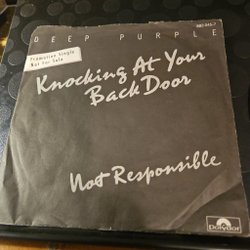 DEEP PURPLE
Promotion Single
Not For Sale
Knocking At Your
Back Door
Not Responsible
Polydor